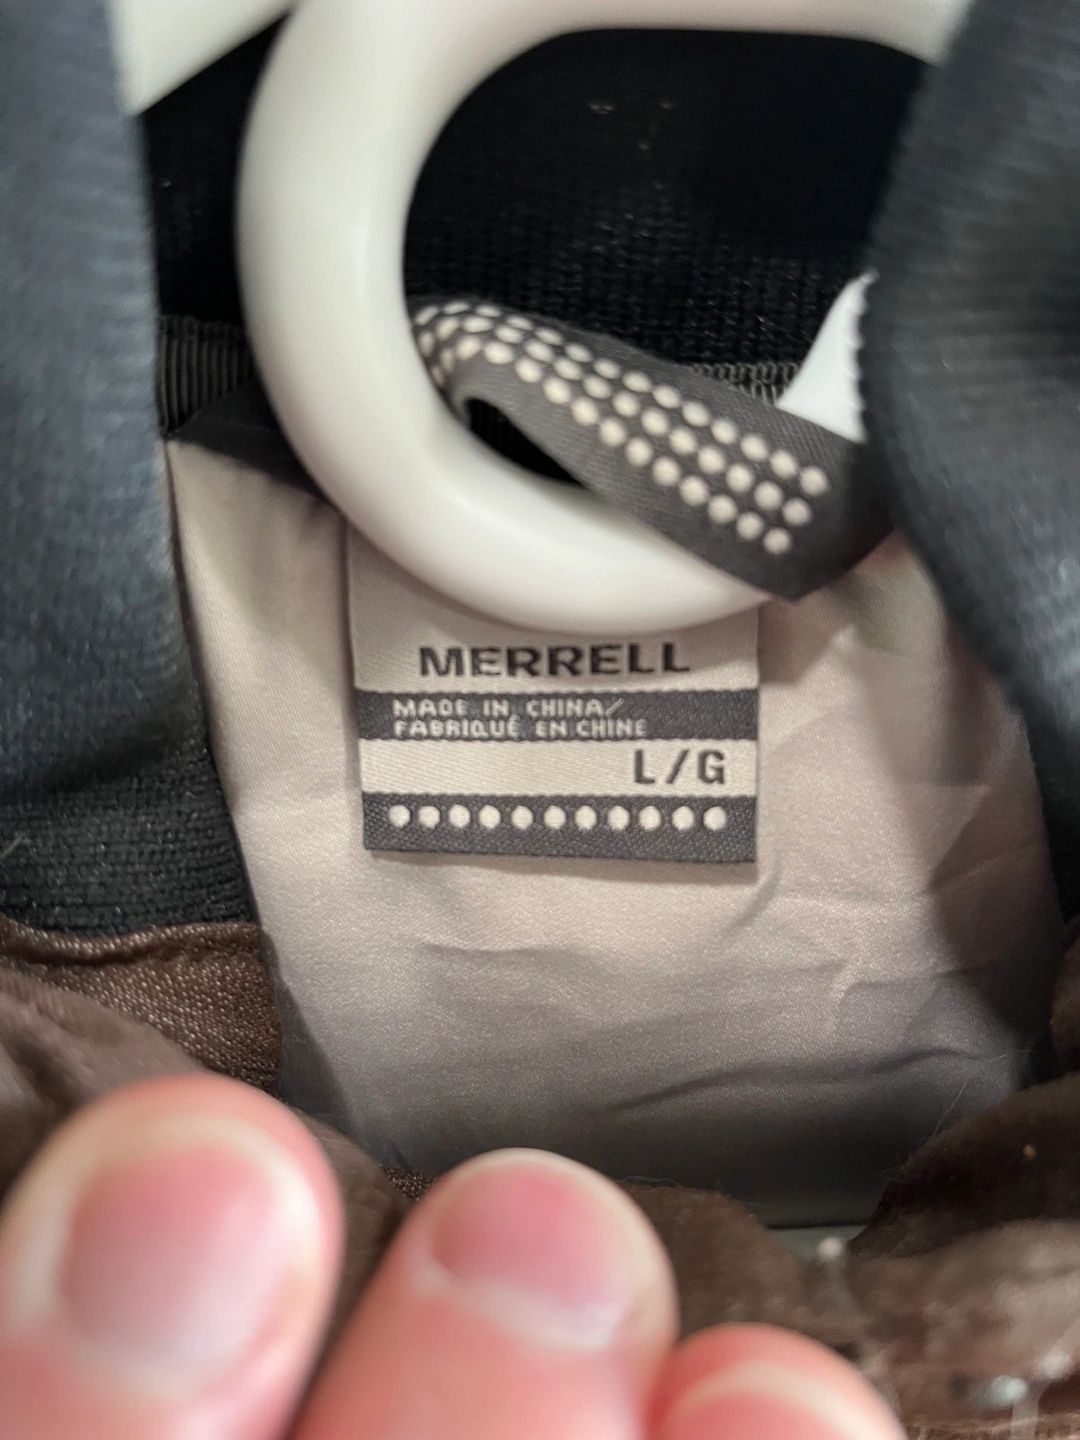 MERRELL
MADE IN CHINA/
FABRIQUÉ EN CHINE
L/G